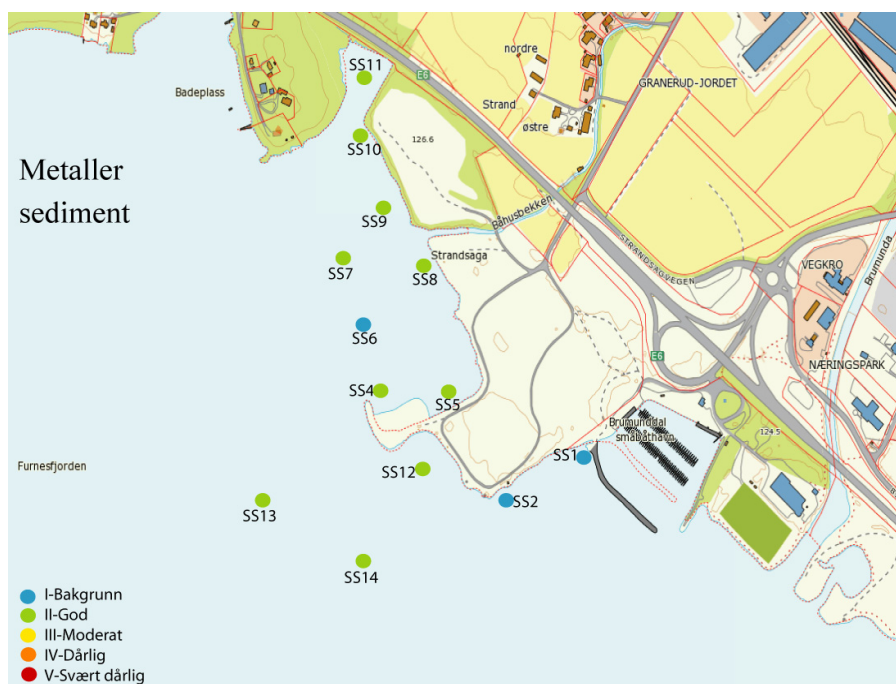 SS11
E6
nordre
GRANERUD-JORDET
Badeplass
Strand
østre
126.6
SS10
Metaller
sediment
SS9
Båhusbekken
STRANDSAGVEGEN
Strandsaga
SS7
SS8
VEGKRO
Brumunda
SS6
E6
NÆRINGSPARK
SS4
SS5
Brumunddal
småbåthavn
124.5
SS1
Furnesfjorden
SS12
SS2
SS13
SS14
I-Bakgrunn
II-God
III-Moderat
IV-Dårlig
V-Svært dårlig